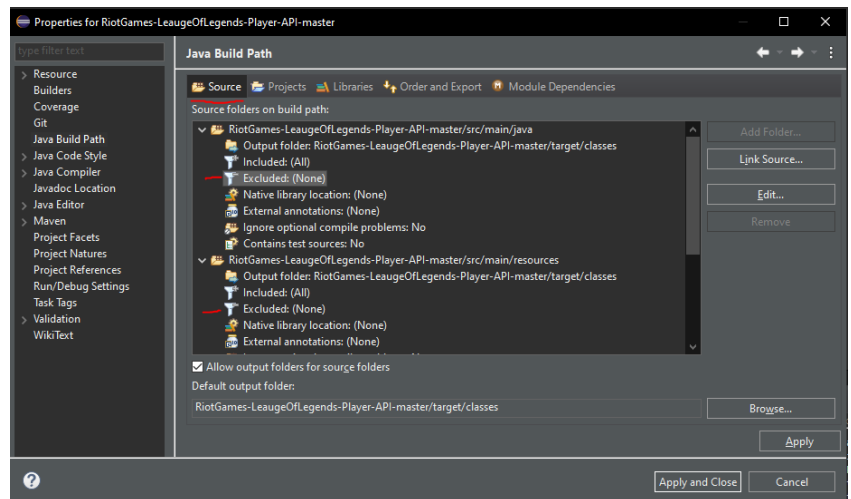 Properties for RiotGames-LeaugeOfLegends-Player-API-master
type filter text
Resource
Builders
Coverage
Git
Java Build Path
Java Code Style
Java Compiler
Javadoc Location
Java Editor
Maven
Project Facets
Project Natures
Project References
Run/Debug Settings
Task Tags
Validation
WikiText
Java Build Path
Source Projects Libraries Order and Export Module Dependencies
Source folders on build path:
RiotGames-LeaugeOfLegends-Player-API-master/src/main/java
Output folder: RiotGames-LeaugeOfLegends-Player-API-master/target/classes
Included: (All)
Excluded: (None)
Native library location: (None)
External annotations: (None)
Ignore optional compile problems: No
Contains test sources: No
RiotGames-LeaugeOfLegends-Player-API-master/src/main/resources
Output folder: RiotGames-LeaugeOfLegends-Player-API-master/target/classes
Included: (All)
Excluded: (None)
Native library location: (None)
External annotations: (None)
Add Folder...
Link Source...
Edit...
Remove
Allow output folders for source folders
Default output folder:
RiotGames-LeaugeOfLegends-Player-API-master/target/classes
Browse...
Apply
Apply and Close Cancel